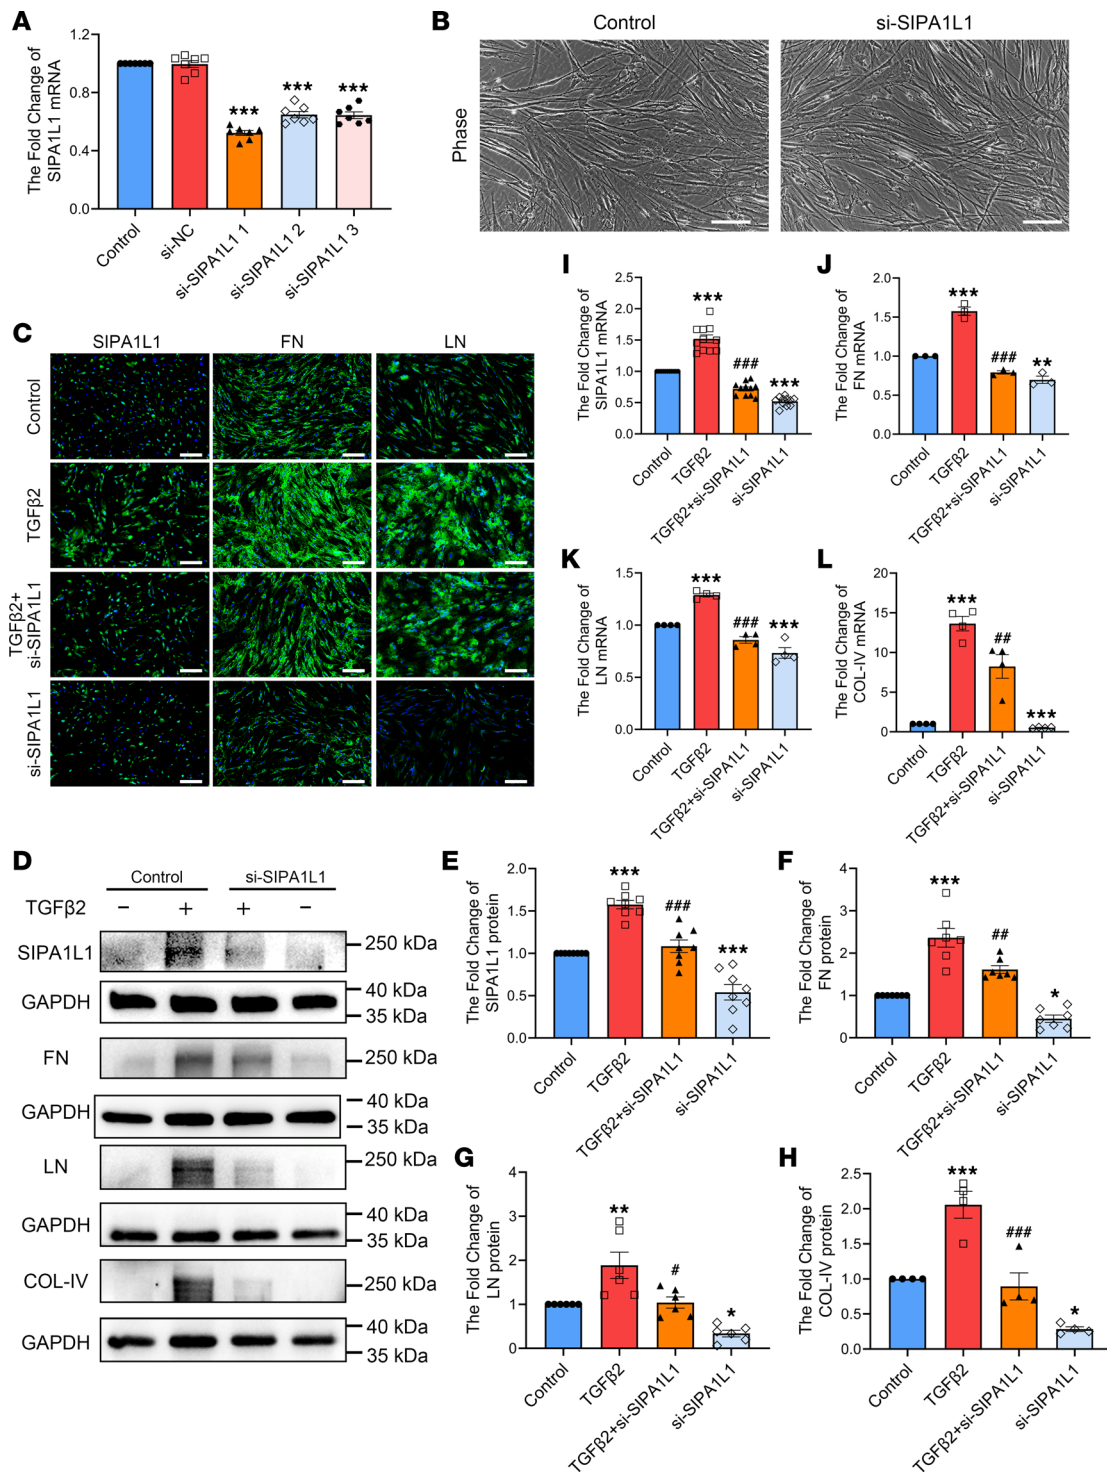 A
The Fold Change of
SIPA1L1 mRNA
1.2
0.8
0.4
0.0
***
***
***
Control
si-NC
si-SIPA1L1 1
si-SIPA1L1 2
si-SIPA1L1 3
B
Control
si-SIPA1L1
Phase
C
SIPA1L1
FN
LN
Control
TGFβ2
TGFβ2+
si-SIPA1L1
si-SIPA1L1
I
The Fold Change of
SIPA1L1 mRNA
2.5
2.0
1.5
1.0
0.5
0.0
***
###
***
Control
TGFβ2
TGFβ2+si-SIPA1L1
si-SIPA1L1
J
The Fold Change of
FN mRNA
2.0
1.5
1.0
0.5
0.0
***
###
**
Control
TGFβ2
TGFβ2+si-SIPA1L1
si-SIPA1L1
K
The Fold Change of
LN mRNA
1.5
1.0
0.5
0.0
***
###
***
Control
TGFβ2
TGFβ2+si-SIPA1L1
si-SIPA1L1
L
The Fold Change of
COL-IV mRNA
20
15
10
5
0
***
##
***
Control
TGFβ2
TGFβ2+si-SIPA1L1
si-SIPA1L1
D
Control
si-SIPA1L1
TGFβ2
− + + −
SIPA1L1
250 kDa
GAPDH
40 kDa
35 kDa
FN
250 kDa
GAPDH
40 kDa
35 kDa
LN
250 kDa
GAPDH
40 kDa
35 kDa
COL-IV
250 kDa
GAPDH
40 kDa
35 kDa
E
The Fold Change of
SIPA1L1 protein
2.0
1.5
1.0
0.5
0.0
***
###
***
Control
TGFβ2
TGFβ2+si-SIPA1L1
si-SIPA1L1
F
The Fold Change of
FN protein
4
3
2
1
0
***
##
*
Control
TGFβ2
TGFβ2+si-SIPA1L1
si-SIPA1L1
G
The Fold Change of
LN protein
4
3
2
1
0
**
#
*
Control
TGFβ2
TGFβ2+si-SIPA1L1
si-SIPA1L1
H
The Fold Change of
COL-IV protein
2.5
2.0
1.5
1.0
0.5
0.0
***
###
*
Control
TGFβ2
TGFβ2+si-SIPA1L1
si-SIPA1L1